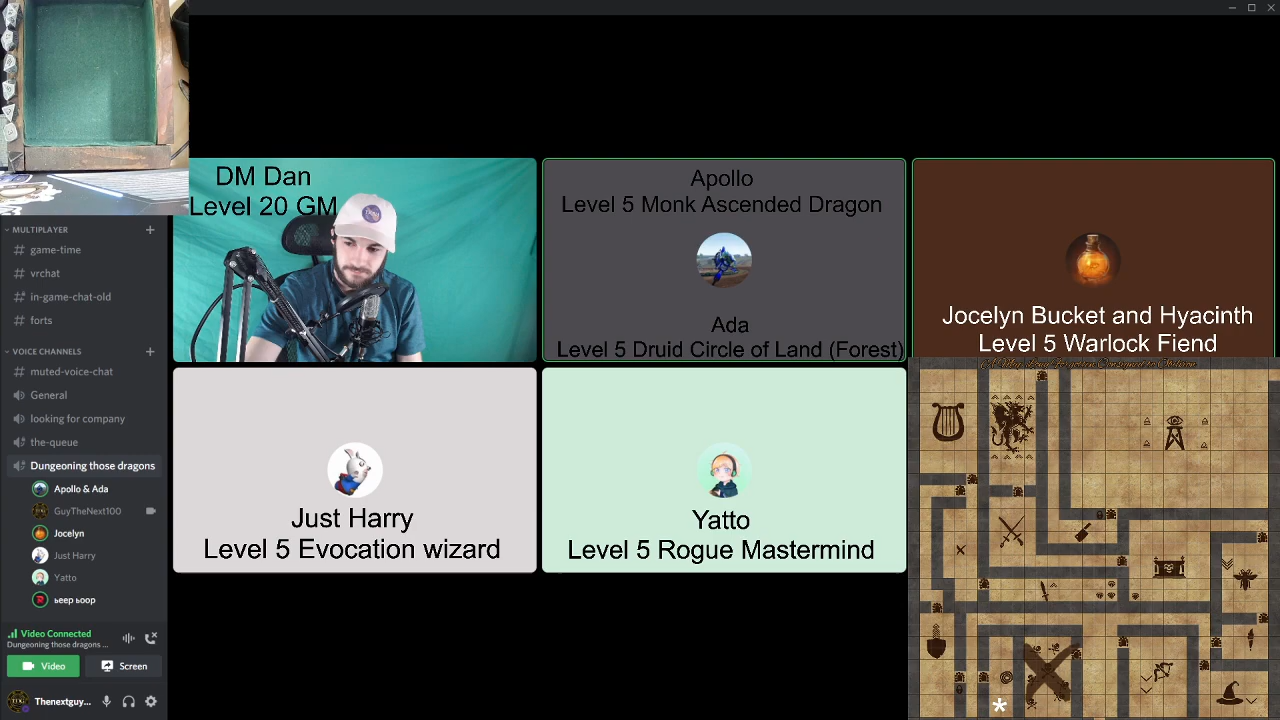 DM Dan
Level 20 GM
Apollo
Level 5 Monk Ascended Dragon
Ada
Level 5 Druid Circle of Land (Forest)
Jocelyn Bucket and Hyacinth
Level 5 Warlock Fiend
Just Harry
Level 5 Evocation wizard
Yatto
Level 5 Rogue Mastermind
MULTIPLAYER
game-time
vrchat
in-game-chat-old
forts
VOICE CHANNELS
muted-voice-chat
General
looking for company
the-queue
Dungeoning those dragons
Apollo & Ada
GuyTheNext100
Jocelyn
Just Harry
Yatto
Video Connected
Dungeoning those dragons ...
Video
Screen
Thenextguy...